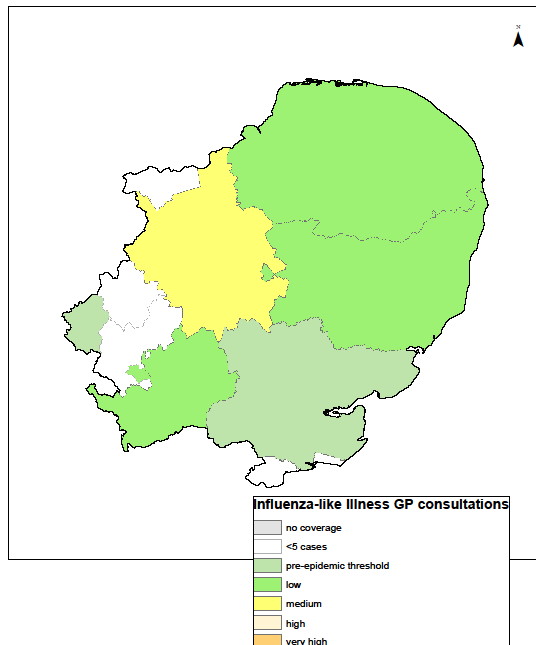 N
Influenza-like Illness GP consultations
no coverage
<5 cases
pre-epidemic threshold
low
medium
high
very high